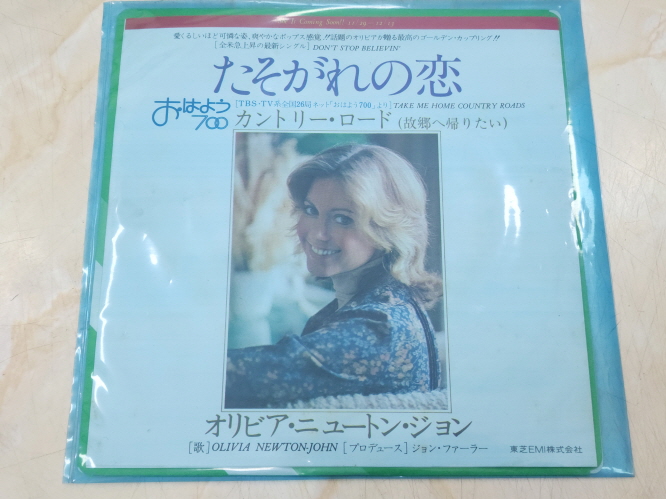 Coming Soon!! 11/29-12/13
愛くるしいほど可憐な姿、爽やかなポップス感覚!!話題のオリビアが贈る最高のゴールデン・カップリング!!
[全米急上昇の最新シングル] DON'T STOP BELIEVIN'
たそがれの恋
おはよう700
[TBS・TV系全国26局ネット「おはよう700」より] TAKE ME HOME COUNTRY ROADS
カントリー・ロード (故郷へ帰りたい)
オリビア・ニュートン・ジョン
[歌] OLIVIA NEWTON-JOHN [プロデュース] ジョン・ファーラー
東芝EMI株式会社